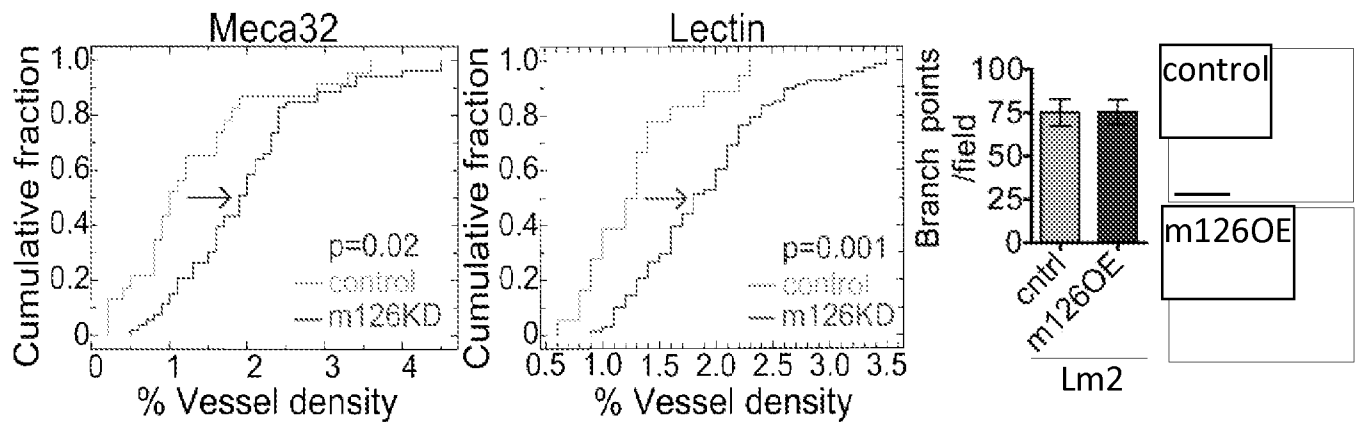 Meca32
Cumulative fraction
1.0
0.8
0.6
0.4
0.2
0
p=0.02
control
m126KD
0 1 2 3 4
% Vessel density
Lectin
Cumulative fraction
1.0
0.8
0.6
0.4
0.2
0
p=0.001
control
m126KD
0.5 1.0 1.5 2.0 2.5 3.0 3.5
% Vessel density
Branch points
/field
100
75
50
25
0
cntrl
m126OE
Lm2
control
m126OE